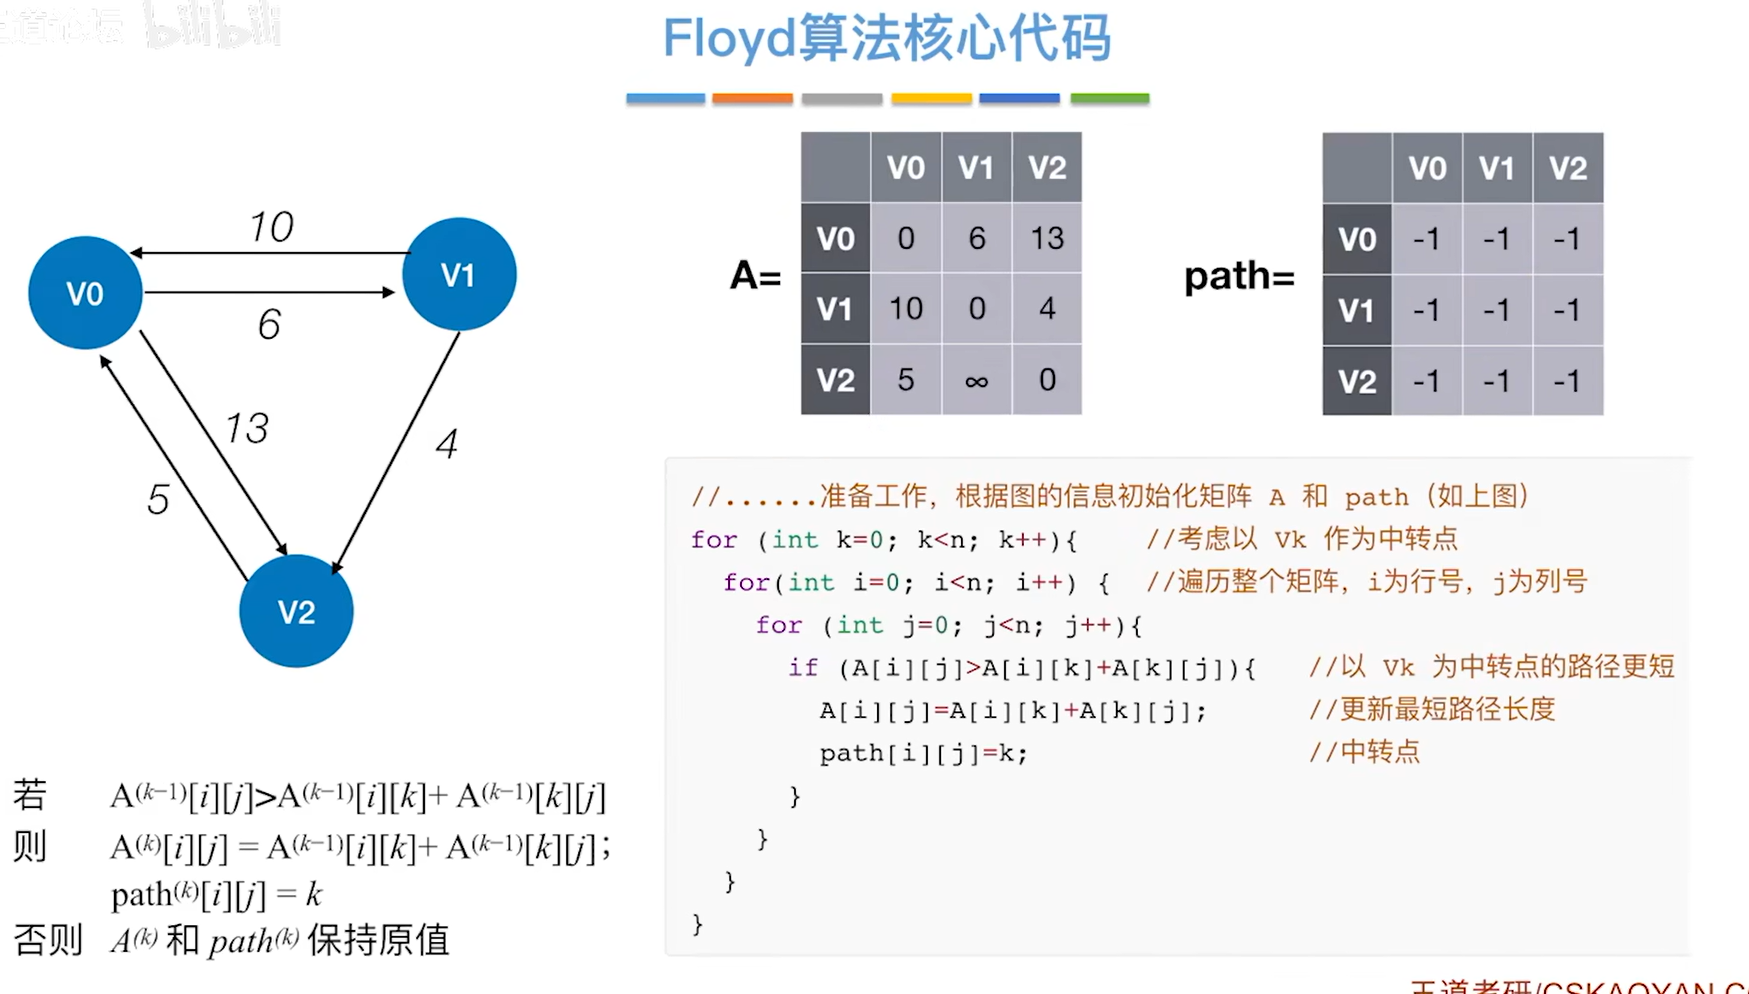 bilibili
Floyd算法核心代码
10
6
13
5
4
V0
V1
V2
A=
V0 V1 V2
V0 0 6 13
V1 10 0 4
V2 5 ∞ 0
path=
V0 V1 V2
V0 -1 -1 -1
V1 -1 -1 -1
V2 -1 -1 -1
//......准备工作，根据图的信息初始化矩阵 A 和 path（如上图）
for (int k=0; k<n; k++){ //考虑以 Vk 作为中转点
for(int i=0; i<n; i++) { //遍历整个矩阵，i为行号，j为列号
for (int j=0; j<n; j++){
if (A[i][j]>A[i][k]+A[k][j]){ //以 Vk 为中转点的路径更短
A[i][j]=A[i][k]+A[k][j]; //更新最短路径长度
path[i][j]=k; //中转点
}
}
}
}
若 A⁽ᵏ⁻¹⁾[i][j]>A⁽ᵏ⁻¹⁾[i][k]+ A⁽ᵏ⁻¹⁾[k][j]
则 A⁽ᵏ⁾[i][j] = A⁽ᵏ⁻¹⁾[i][k]+ A⁽ᵏ⁻¹⁾[k][j];
path⁽ᵏ⁾[i][j] = k
否则 A⁽ᵏ⁾ 和 path⁽ᵏ⁾ 保持原值
王道考研/CSKAOYAN.C